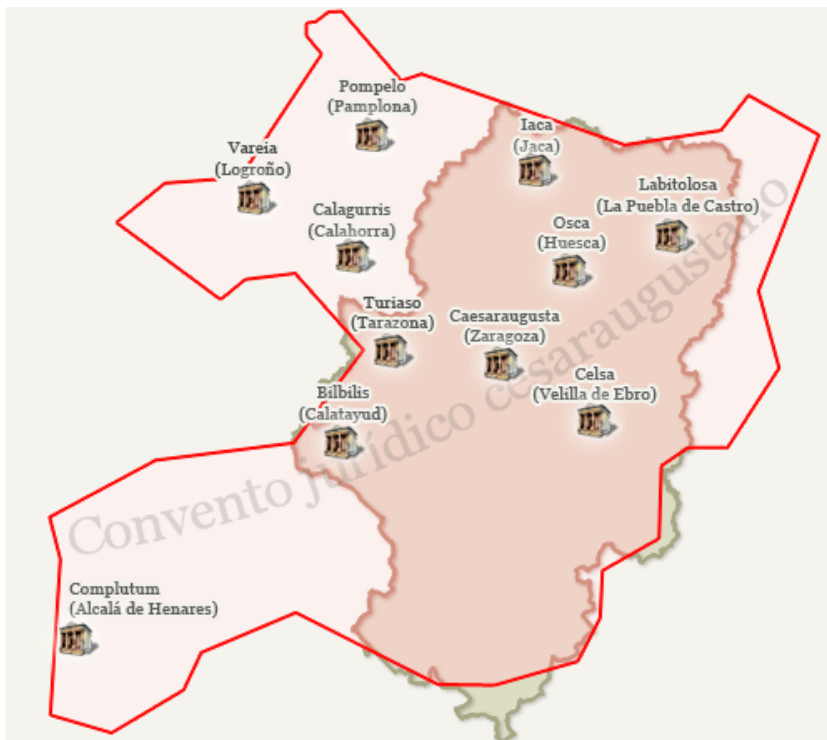 Pompelo
(Pamplona)
Iaca
(Jaca)
Vareia
(Logroño)
Labitolosa
(La Puebla de Castro)
Calagurris
(Calahorra)
Osca
(Huesca)
Turiaso
(Tarazona)
Caesaraugusta
(Zaragoza)
Celsa
(Velilla de Ebro)
Bilbilis
(Calatayud)
Convento jurídico cesaraugustano
Complutum
(Alcalá de Henares)